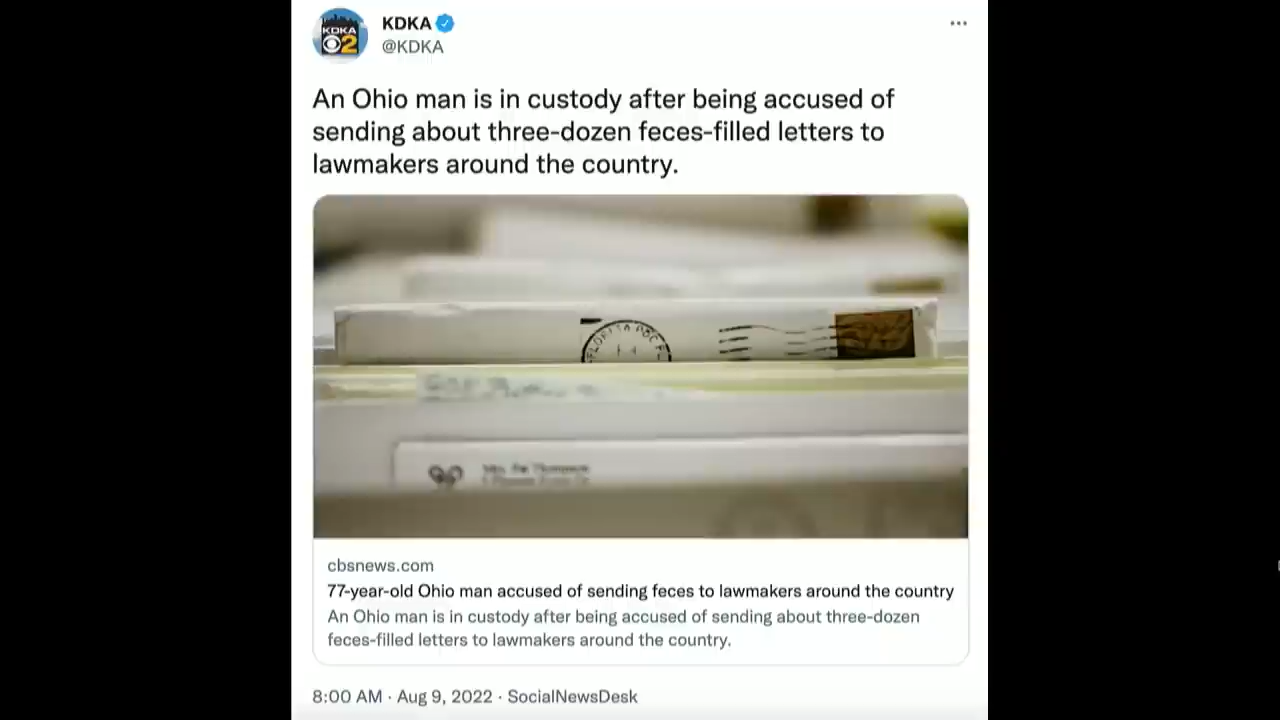 KDKA
KDKA
2
@KDKA
An Ohio man is in custody after being accused of
sending about three-dozen feces-filled letters to
lawmakers around the country.
cbsnews.com
77-year-old Ohio man accused of sending feces to lawmakers around the country
An Ohio man is in custody after being accused of sending about three-dozen
feces-filled letters to lawmakers around the country.
8:00 AM · Aug 9, 2022 · SocialNewsDesk